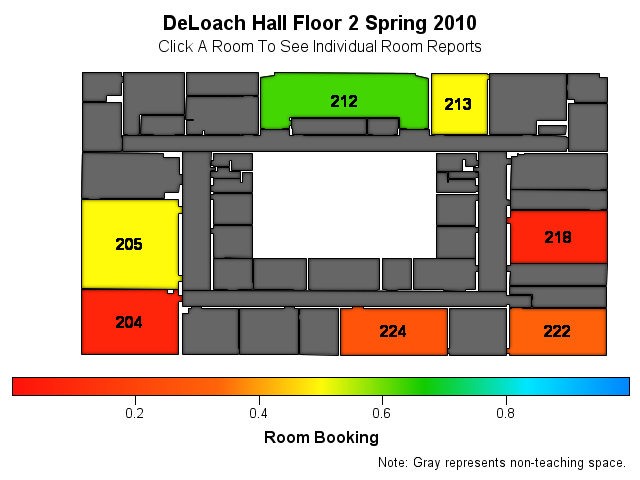 DeLoach Hall Floor 2 Spring 2010
Click A Room To See Individual Room Reports
212
213
205
218
204
224
222
0.2 0.4 0.6 0.8
Room Booking
Note: Gray represents non-teaching space.